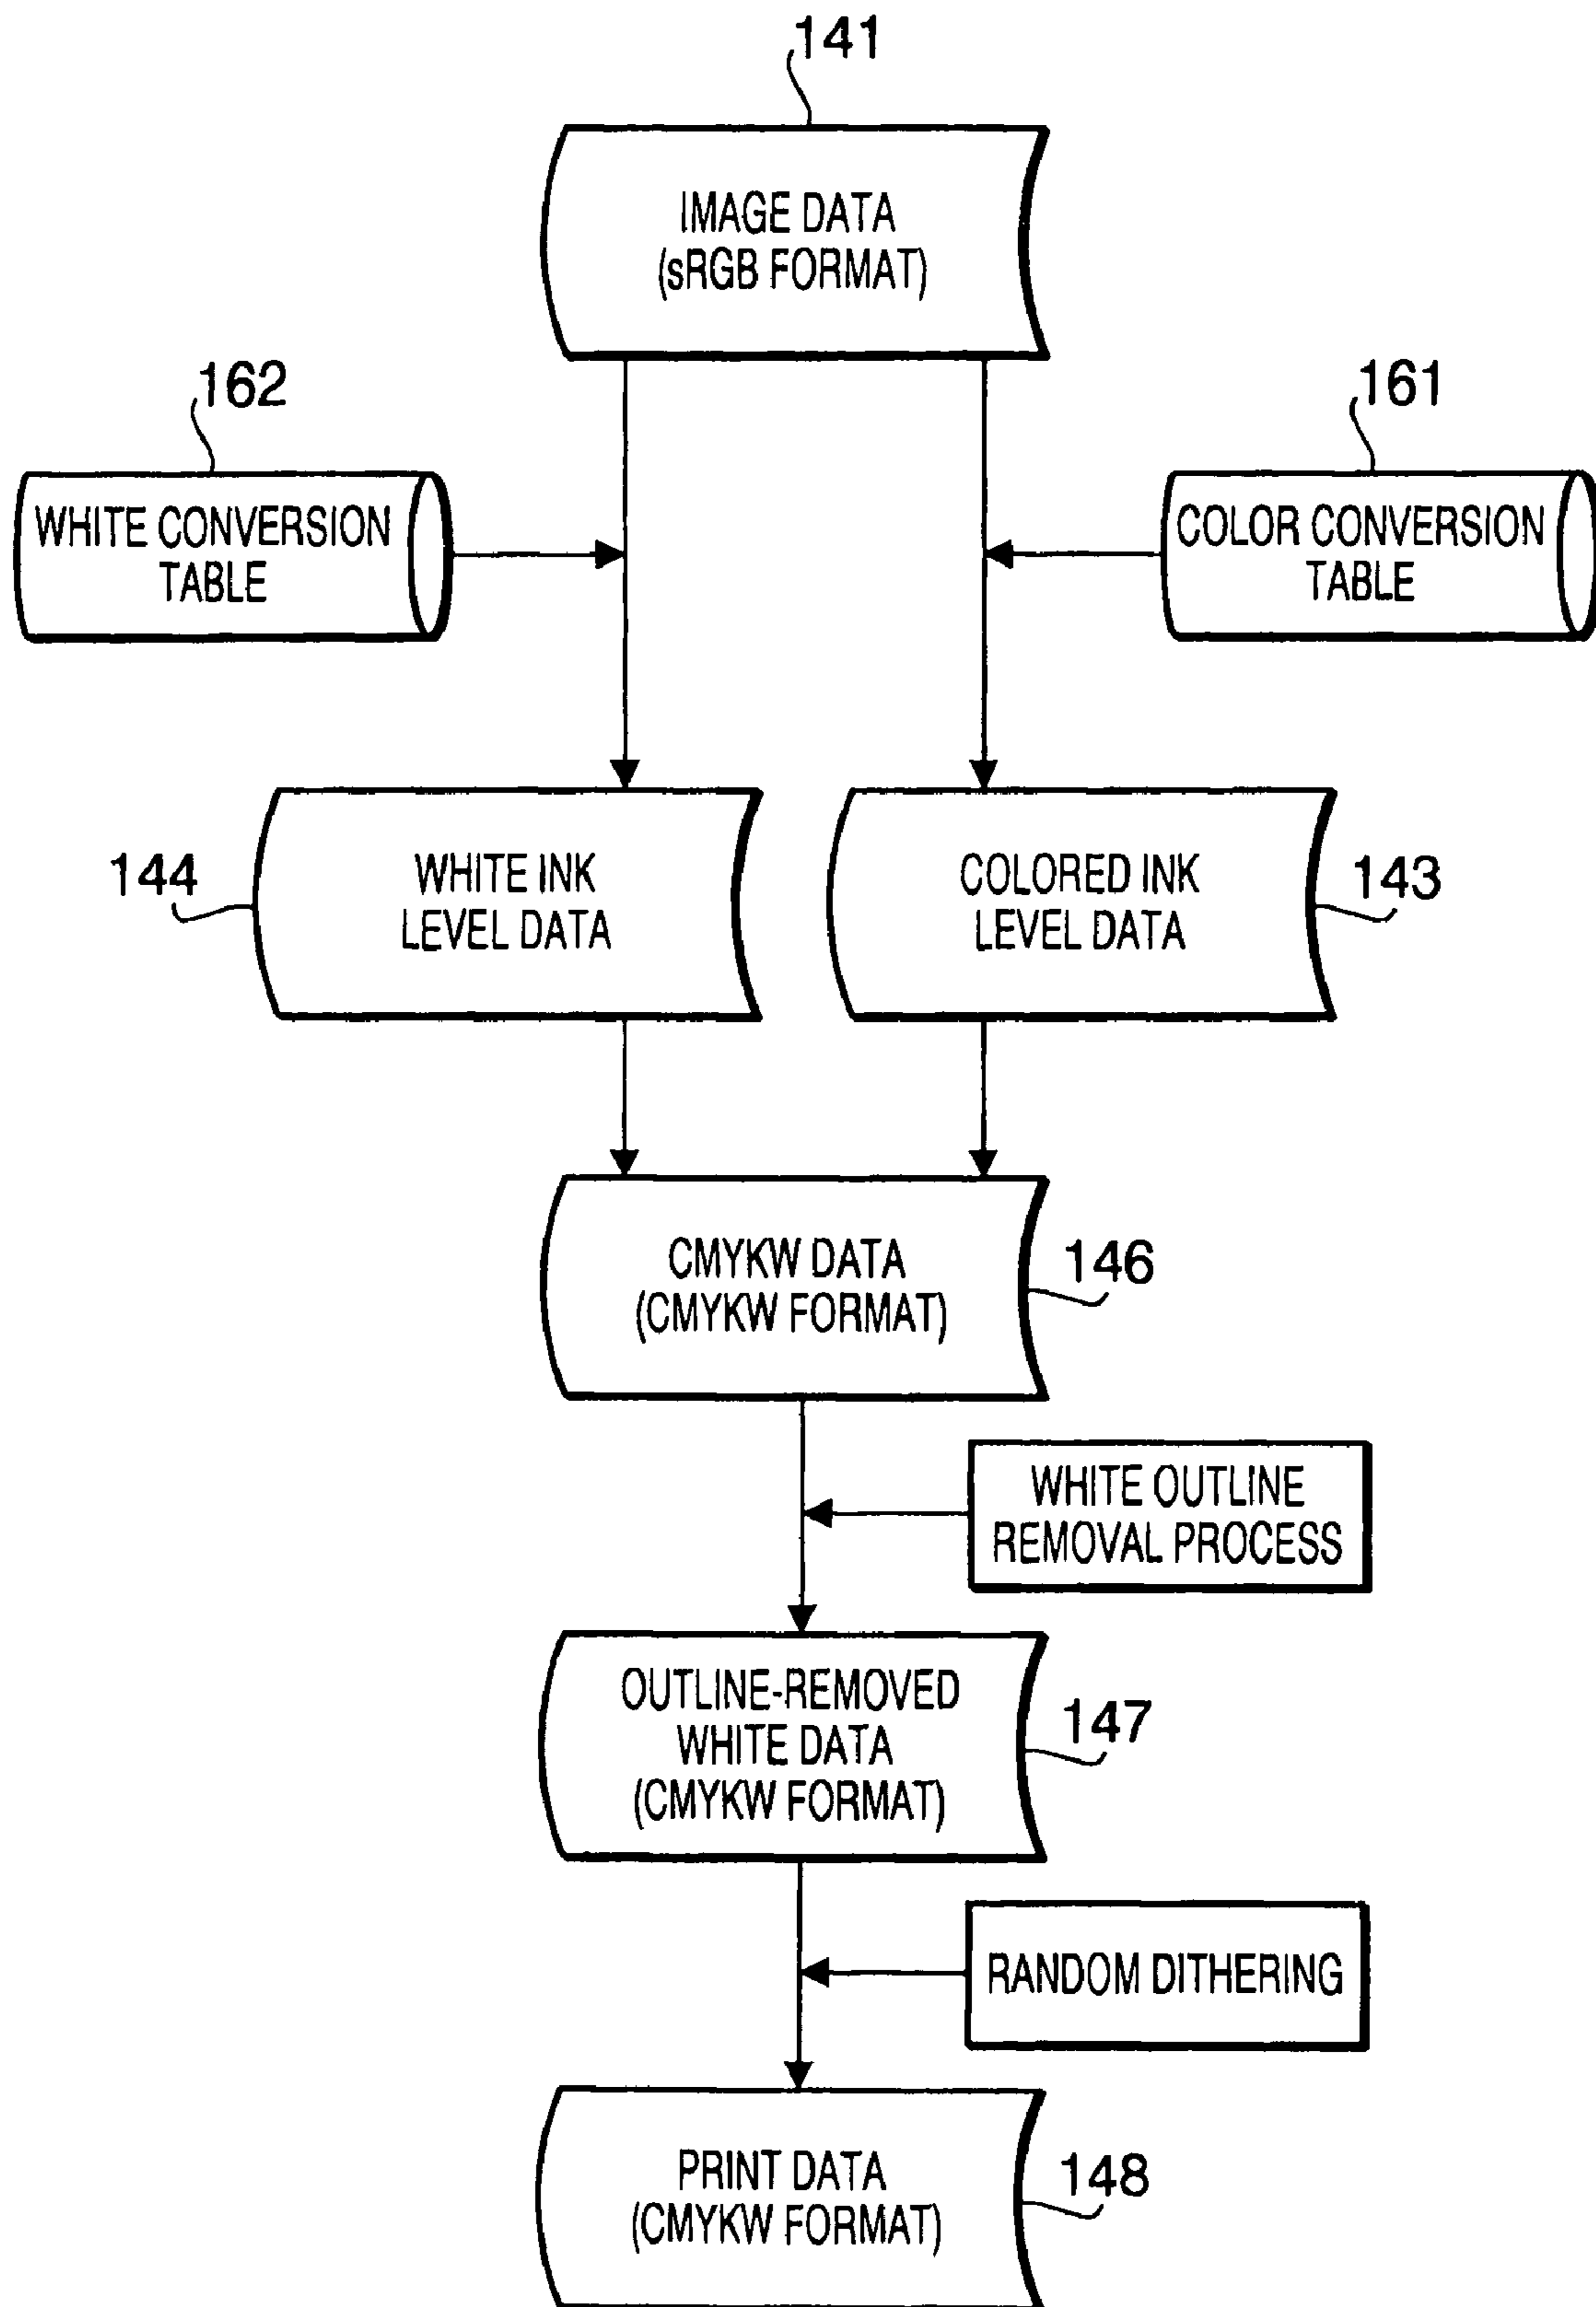 141
IMAGE DATA
(sRGB FORMAT)
162
161
WHITE CONVERSION
TABLE
COLOR CONVERSION
TABLE
144
WHITE INK
LEVEL DATA
COLORED INK
LEVEL DATA
143
CMYKW DATA
(CMYKW FORMAT)
146
WHITE OUTLINE
REMOVAL PROCESS
OUTLINE-REMOVED
WHITE DATA
(CMYKW FORMAT)
147
RANDOM DITHERING
PRINT DATA
(CMYKW FORMAT)
148